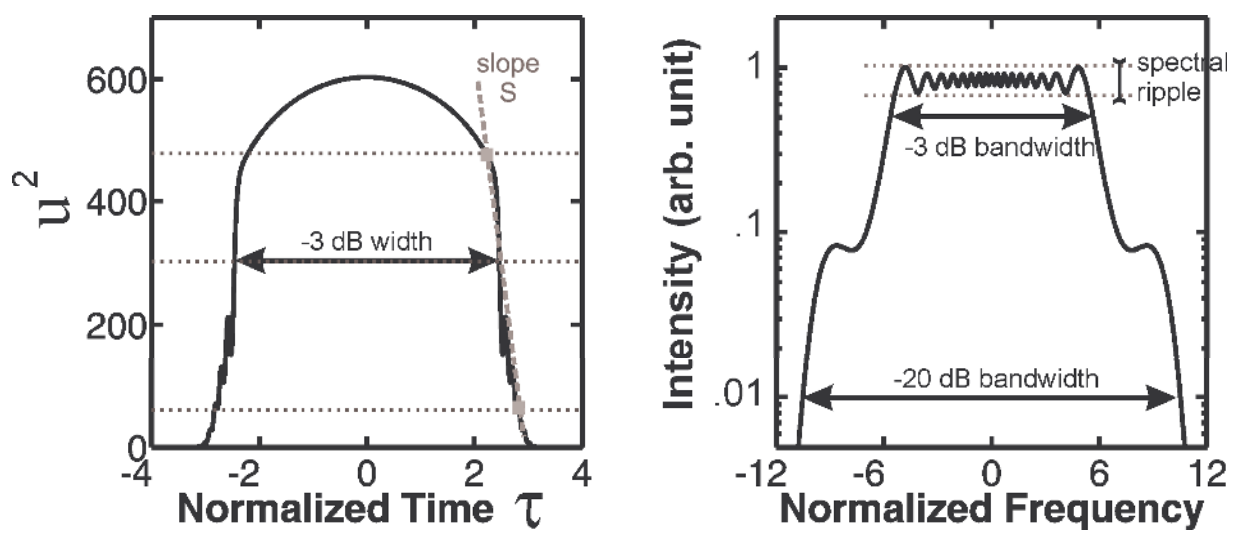 slope
S
600
400
200
0
u²
-3 dB width
-4
-2
0
2
4
Normalized Time τ
spectral
ripple
1
.1
.01
Intensity (arb. unit)
-3 dB bandwidth
-20 dB bandwidth
-12
-6
0
6
12
Normalized Frequency